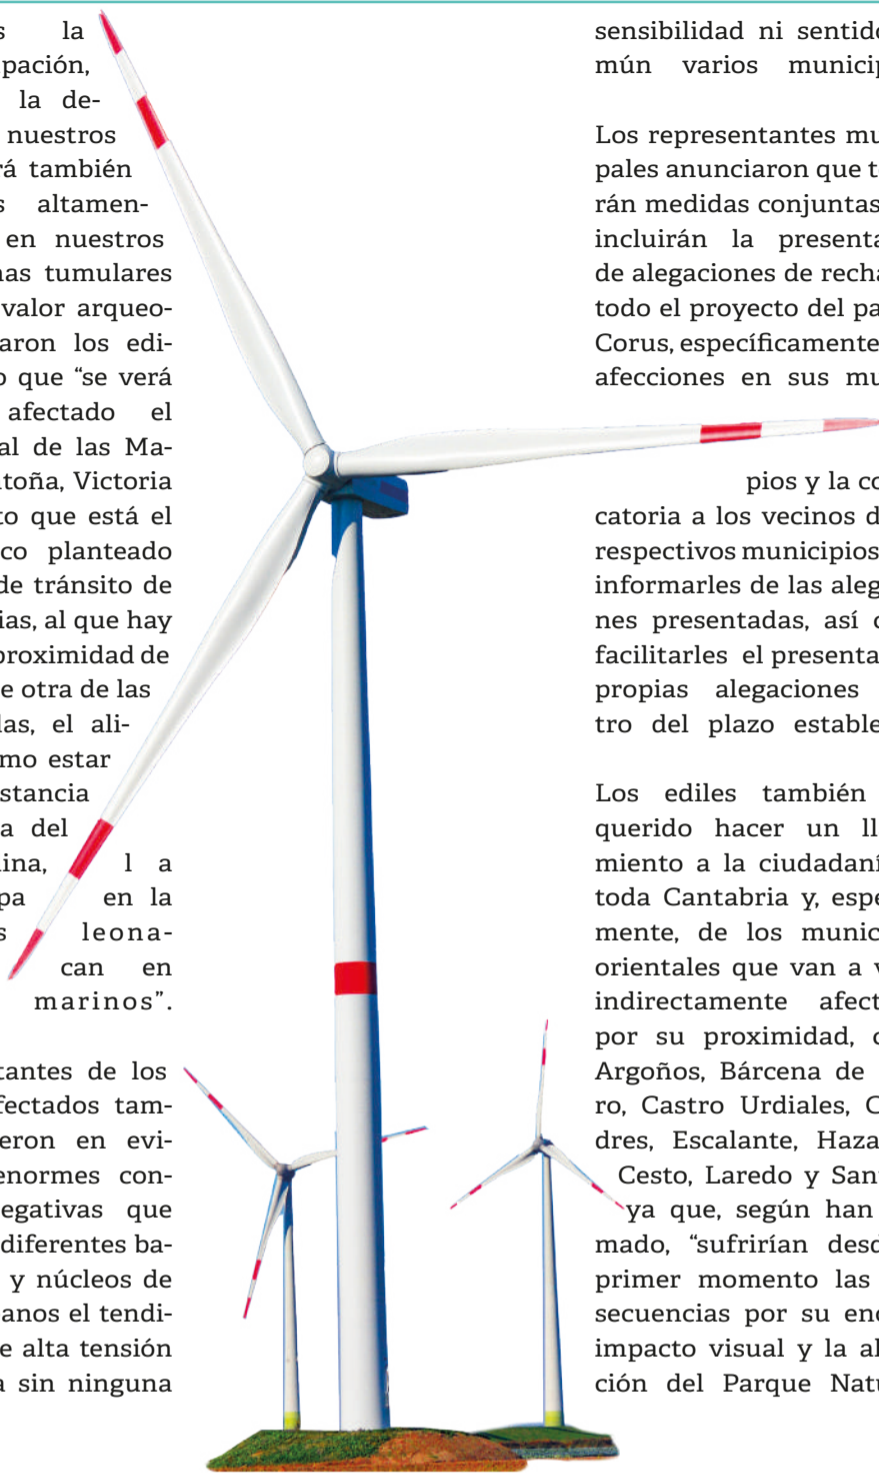 s la
pación,
la de-
nuestros
rá también
s altamen-
en nuestros
nas tumulares
valor arqueo-
aron los edi-
o que “se verá
afectado el
al de las Ma-
toña, Victoria
to que está el
co planteado
de tránsito de
ias, al que hay
proximidad de
e otra de las
las, el ali-
mo estar
stancia
a del
ina, l a
pa en la
s leona-
can en
marinos”.
tantes de los
fectados tam-
eron en evi-
enormes con-
egativas que
diferentes ba-
y núcleos de
anos el tendi-
e alta tensión
a sin ninguna
sensibilidad ni sentido
mún varios municip
Los representantes mu
pales anunciaron que t
rán medidas conjuntas
incluirán la presenta
de alegaciones de recha
todo el proyecto del pa
Corus, específicamente
afecciones en sus mu
pios y la co
catoria a los vecinos d
respectivos municipios
informarles de las aleg
nes presentadas, así c
facilitarles el presenta
propias alegaciones
tro del plazo estable
Los ediles también
querido hacer un ll
miento a la ciudadaní
toda Cantabria y, espe
mente, de los munic
orientales que van a v
indirectamente afect
por su proximidad, c
Argoños, Bárcena de
ro, Castro Urdiales, C
dres, Escalante, Haza
Cesto, Laredo y San
ya que, según han
mado, “sufrirían desd
primer momento las
secuencias por su eno
impacto visual y la al
ción del Parque Natu